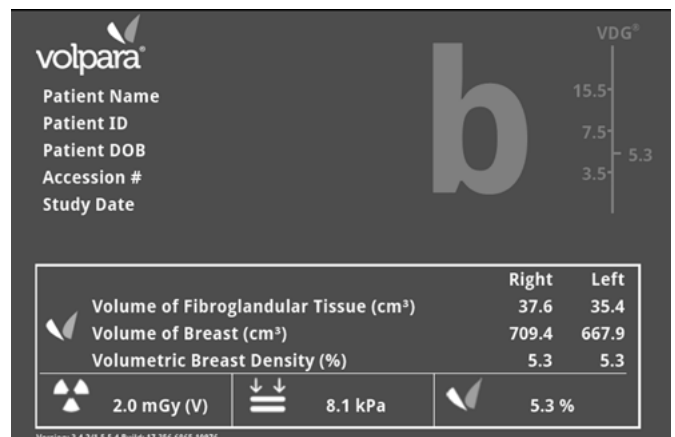 volpara®
Patient Name
Patient ID
Patient DOB
Accession #
Study Date
b
VDG®
15.5
7.5
5.3
3.5
Right Left
Volume of Fibroglandular Tissue (cm³) 37.6 35.4
Volume of Breast (cm³) 709.4 667.9
Volumetric Breast Density (%) 5.3 5.3
2.0 mGy (V) 8.1 kPa 5.3 %